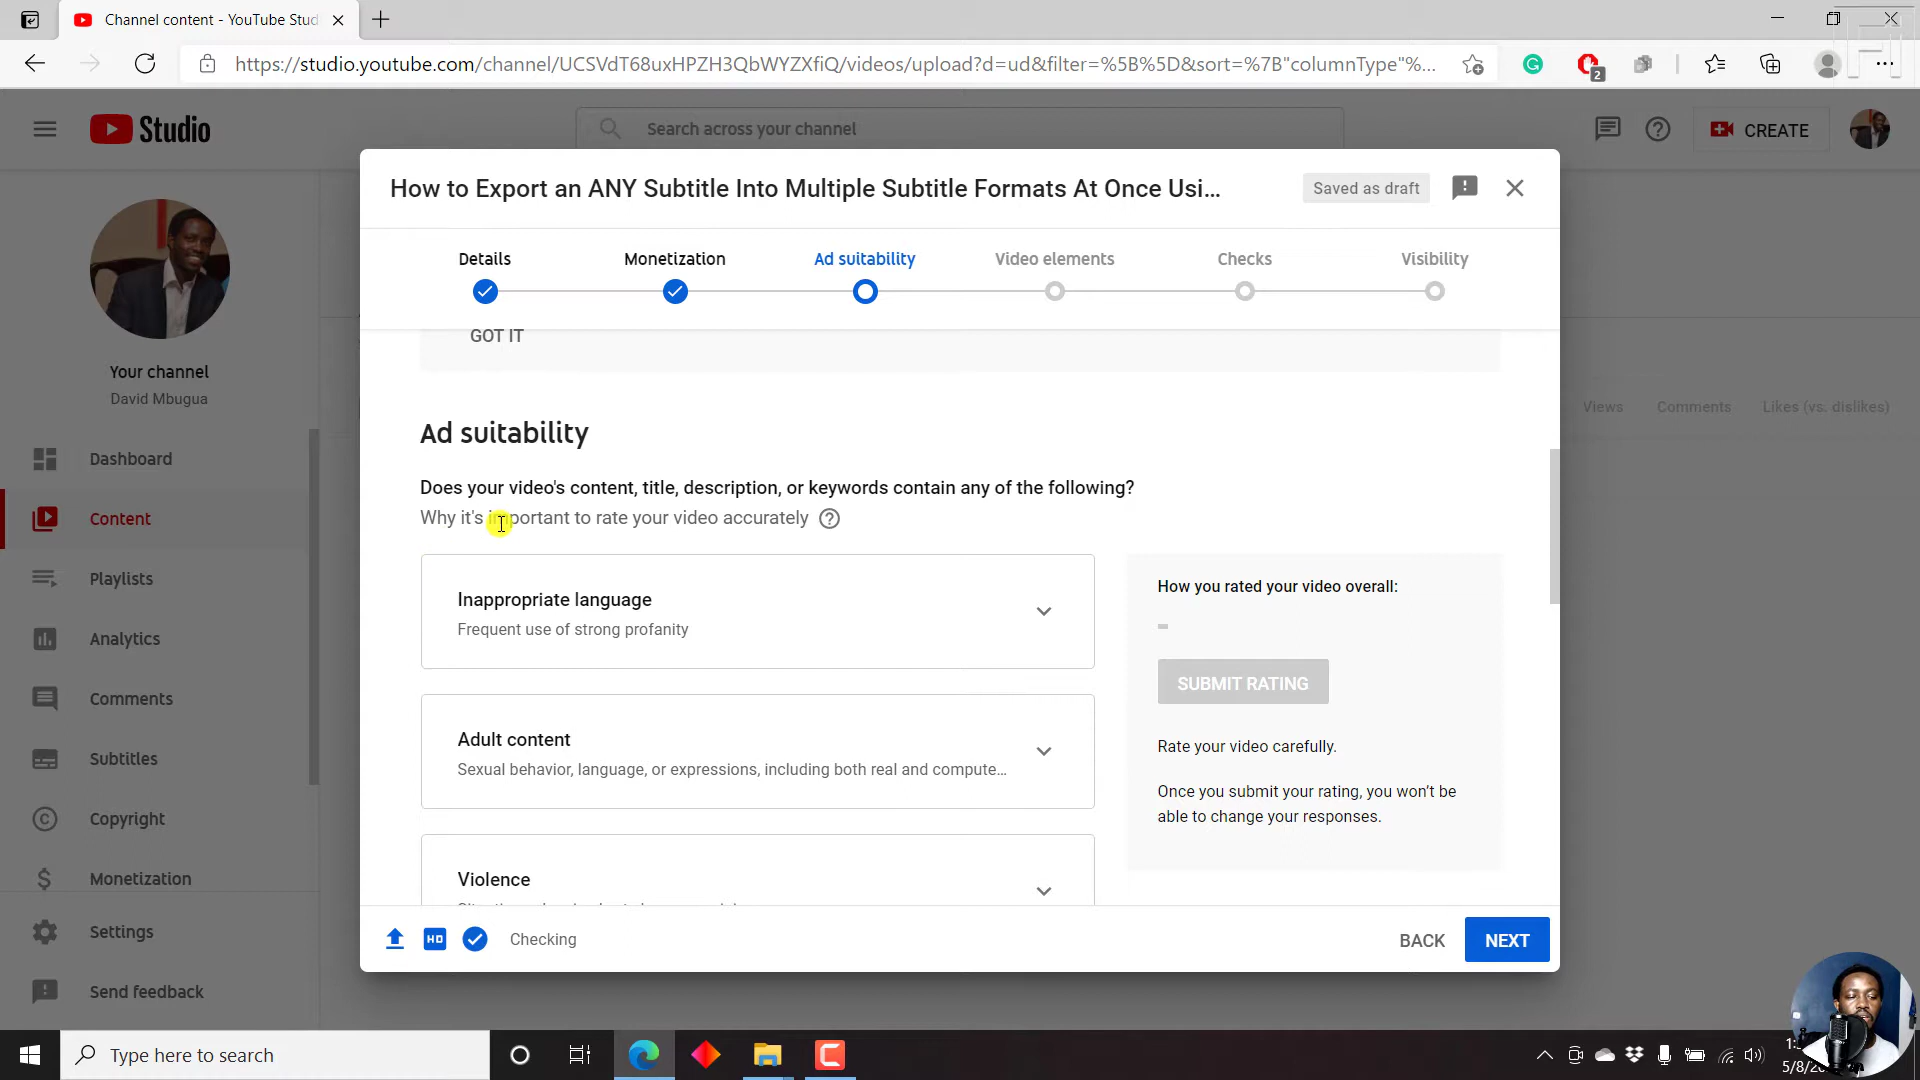 Channel content - YouTube Stud
https://studio.youtube.com/channel/UCSVdT68uxHPZH3QbWYZXfiQ/videos/upload?d=ud&filter=%5B%5D&sort=%7B"columnType"%...
2
Studio
Search across your channel
CREATE
How to Export an ANY Subtitle Into Multiple Subtitle Formats At Once Usi...
Saved as draft
Details
Monetization
Ad suitability
Video elements
Checks
Visibility
GOT IT
Your channel
David Mbugua
Views
Comments
Likes (vs. dislikes)
Dashboard
Content
Playlists
Analytics
Comments
Subtitles
Copyright
Monetization
Settings
Send feedback
Ad suitability
Does your video's content, title, description, or keywords contain any of the following?
Why it's important to rate your video accurately
Inappropriate language
Frequent use of strong profanity
Adult content
Sexual behavior, language, or expressions, including both real and compute...
Violence
How you rated your video overall:
-
SUBMIT RATING
Rate your video carefully.
Once you submit your rating, you won't be
able to change your responses.
HD
Checking
BACK
NEXT
Type here to search